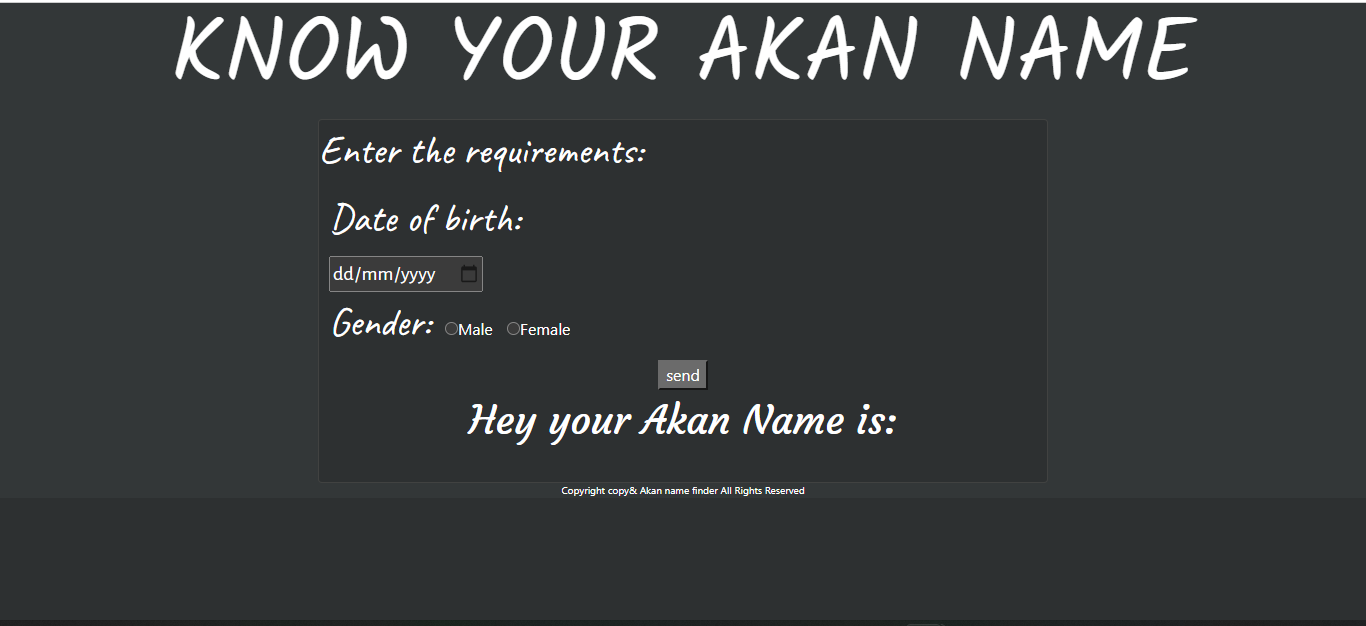 KNOW YOUR AKAN NAME
Enter the requirements:
Date of birth:
dd/mm/yyyy
Gender: Male Female
send
Hey your Akan Name is:
Copyright copy& Akan name finder All Rights Reserved